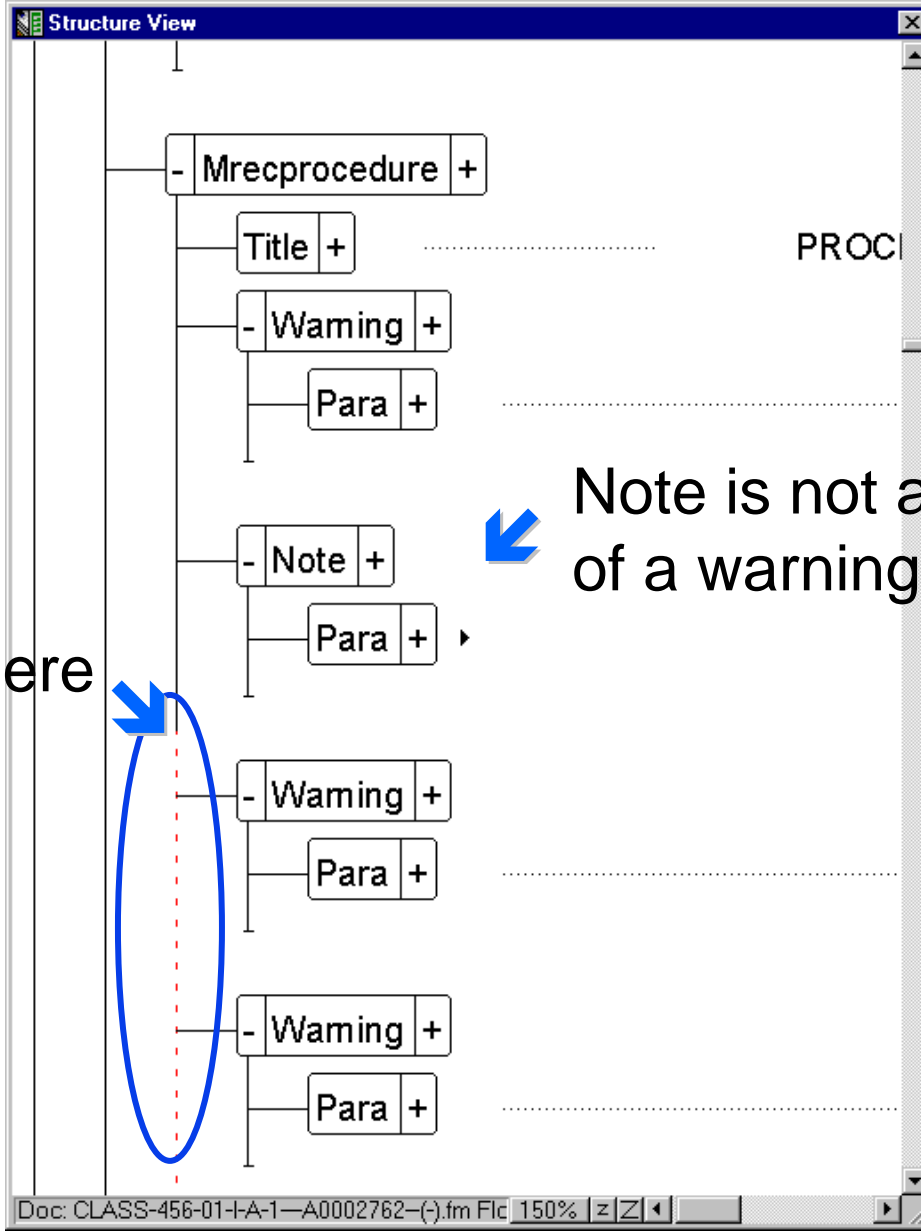 Structure View
- Mrecprocedure +
Title + PROC
- Warning +
Para +
Note is not a
- Note +
of a warning
Para +
ere
- Warning +
Para +
- Warning +
Para +
Doc: CLASS-456-01-I-A-1—A0002762–(-).fm Flo 150% z Z